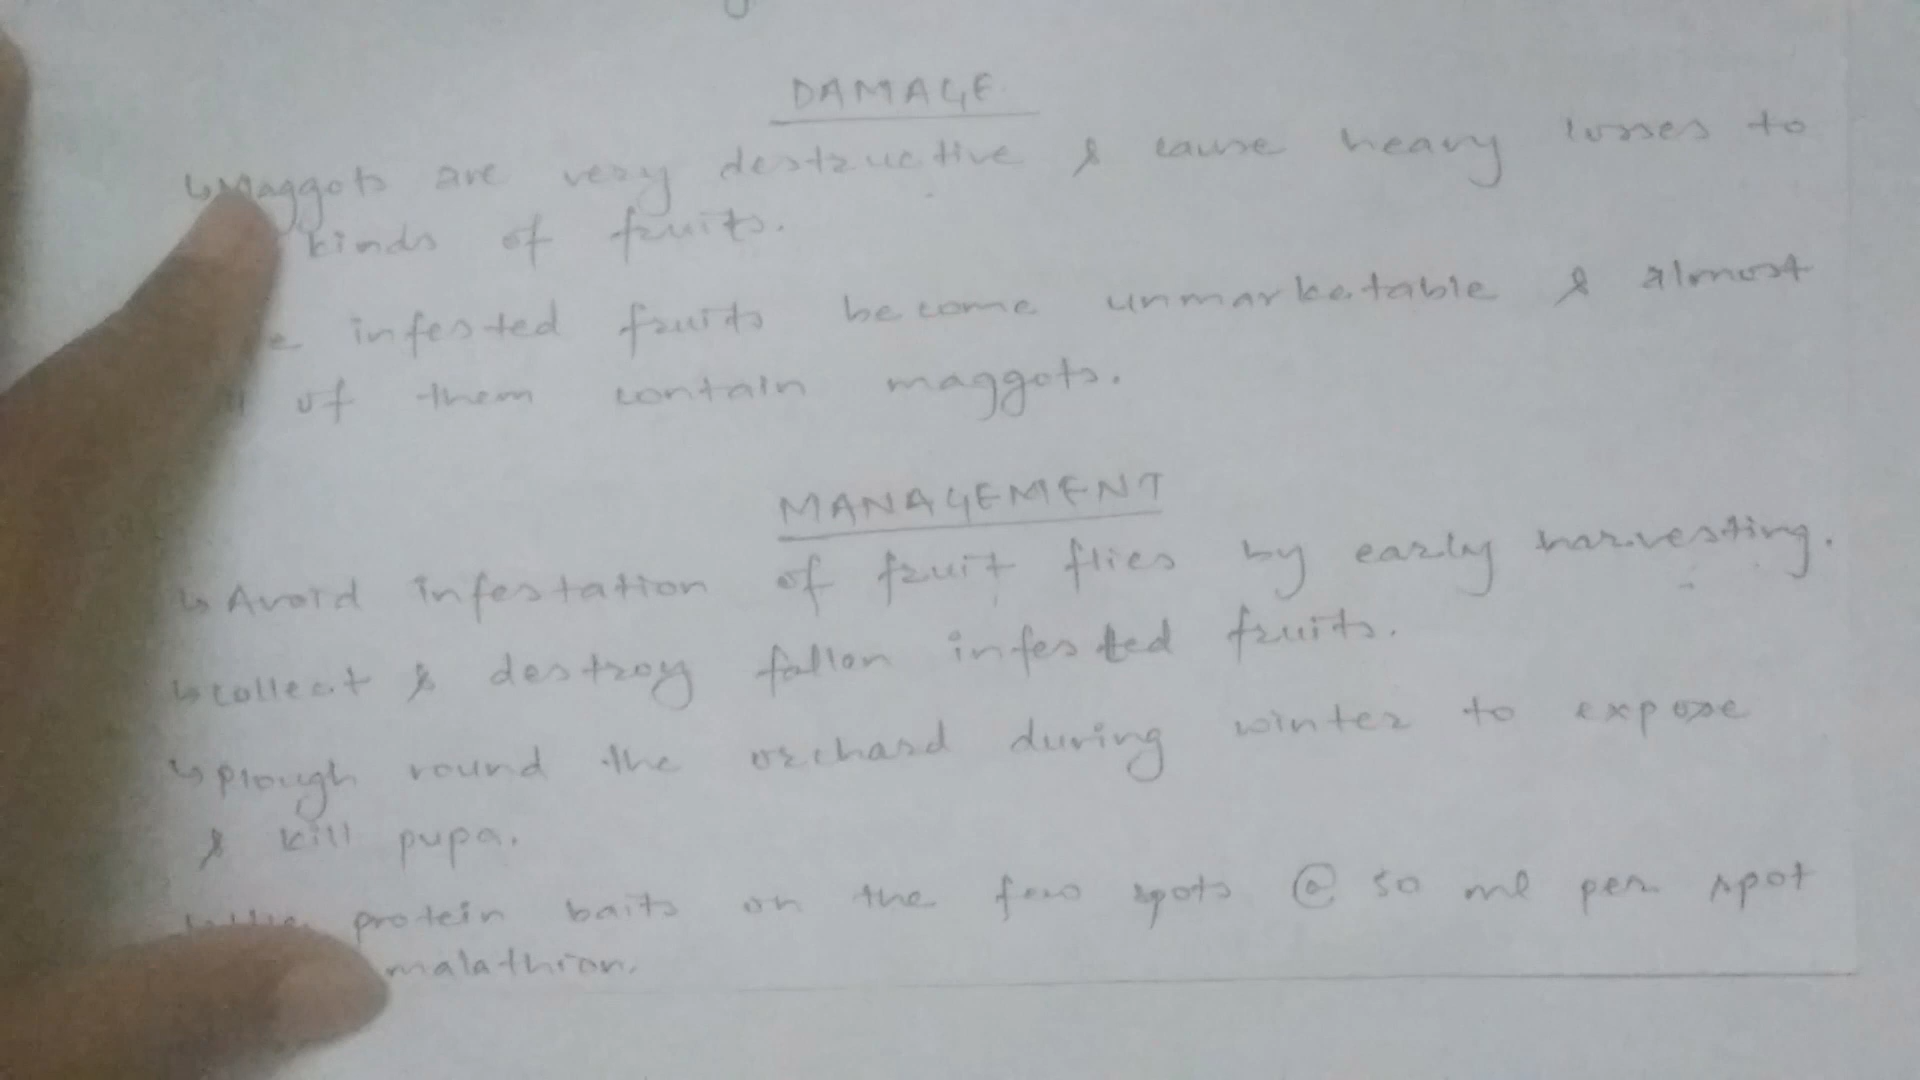 DAMAGE
↳ Maggots are very destructive & cause heavy losses to
kinds of fruits.
infested fruits become unmarketable & almost
of them contain maggots.
MANAGEMENT
↳ Avoid infestation of fruit flies by early harvesting.
↳ collect & destroy fallen infested fruits.
↳ plough round the orchard during winter to expose
& kill pupa.
protein baits on the few spots @ 50 ml per spot
malathion.